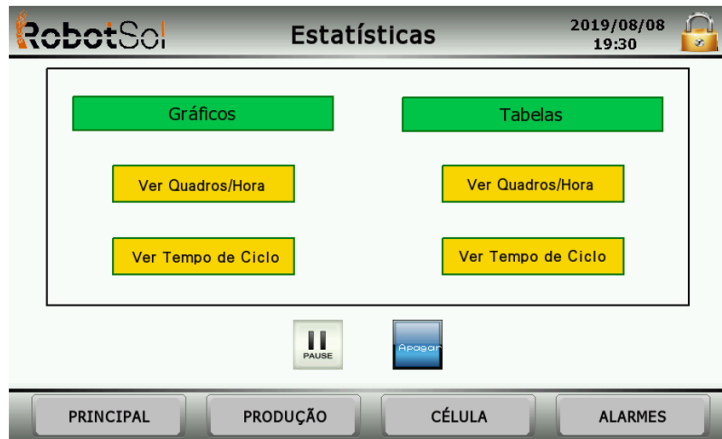 RobotSol
Estatísticas
2019/08/08
19:30
Gráficos
Tabelas
Ver Quadros/Hora
Ver Quadros/Hora
Ver Tempo de Ciclo
Ver Tempo de Ciclo
PAUSE
Apagar
PRINCIPAL
PRODUÇÃO
CÉLULA
ALARMES